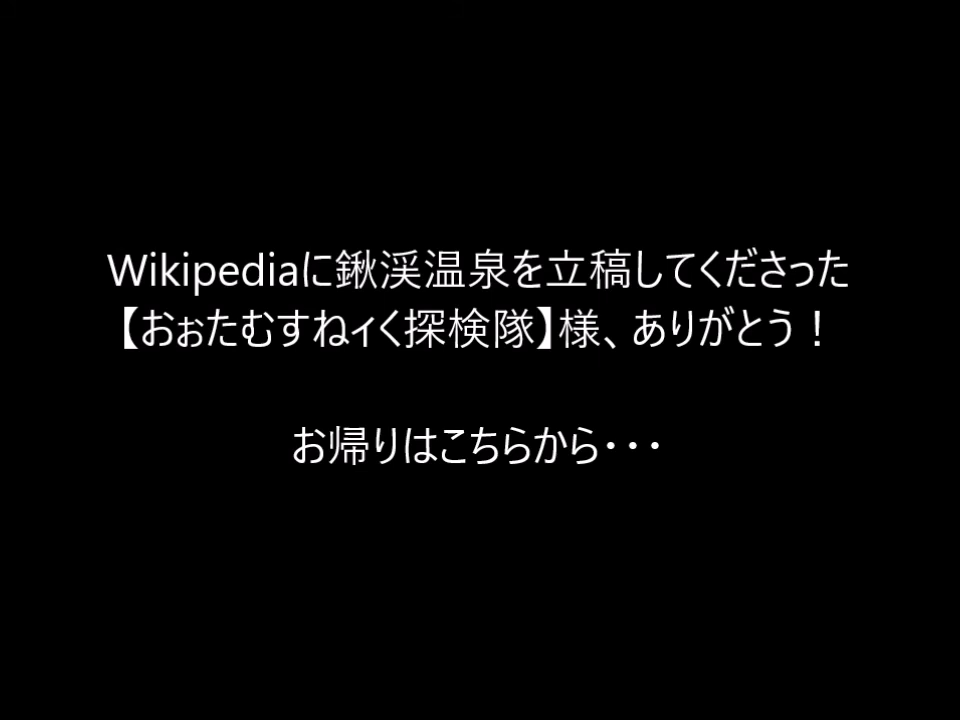 Wikipediaに鍬渓温泉を立稿してくださった
【おぉたむすねィく探検隊】様、ありがとう！
お帰りはこちらから・・・